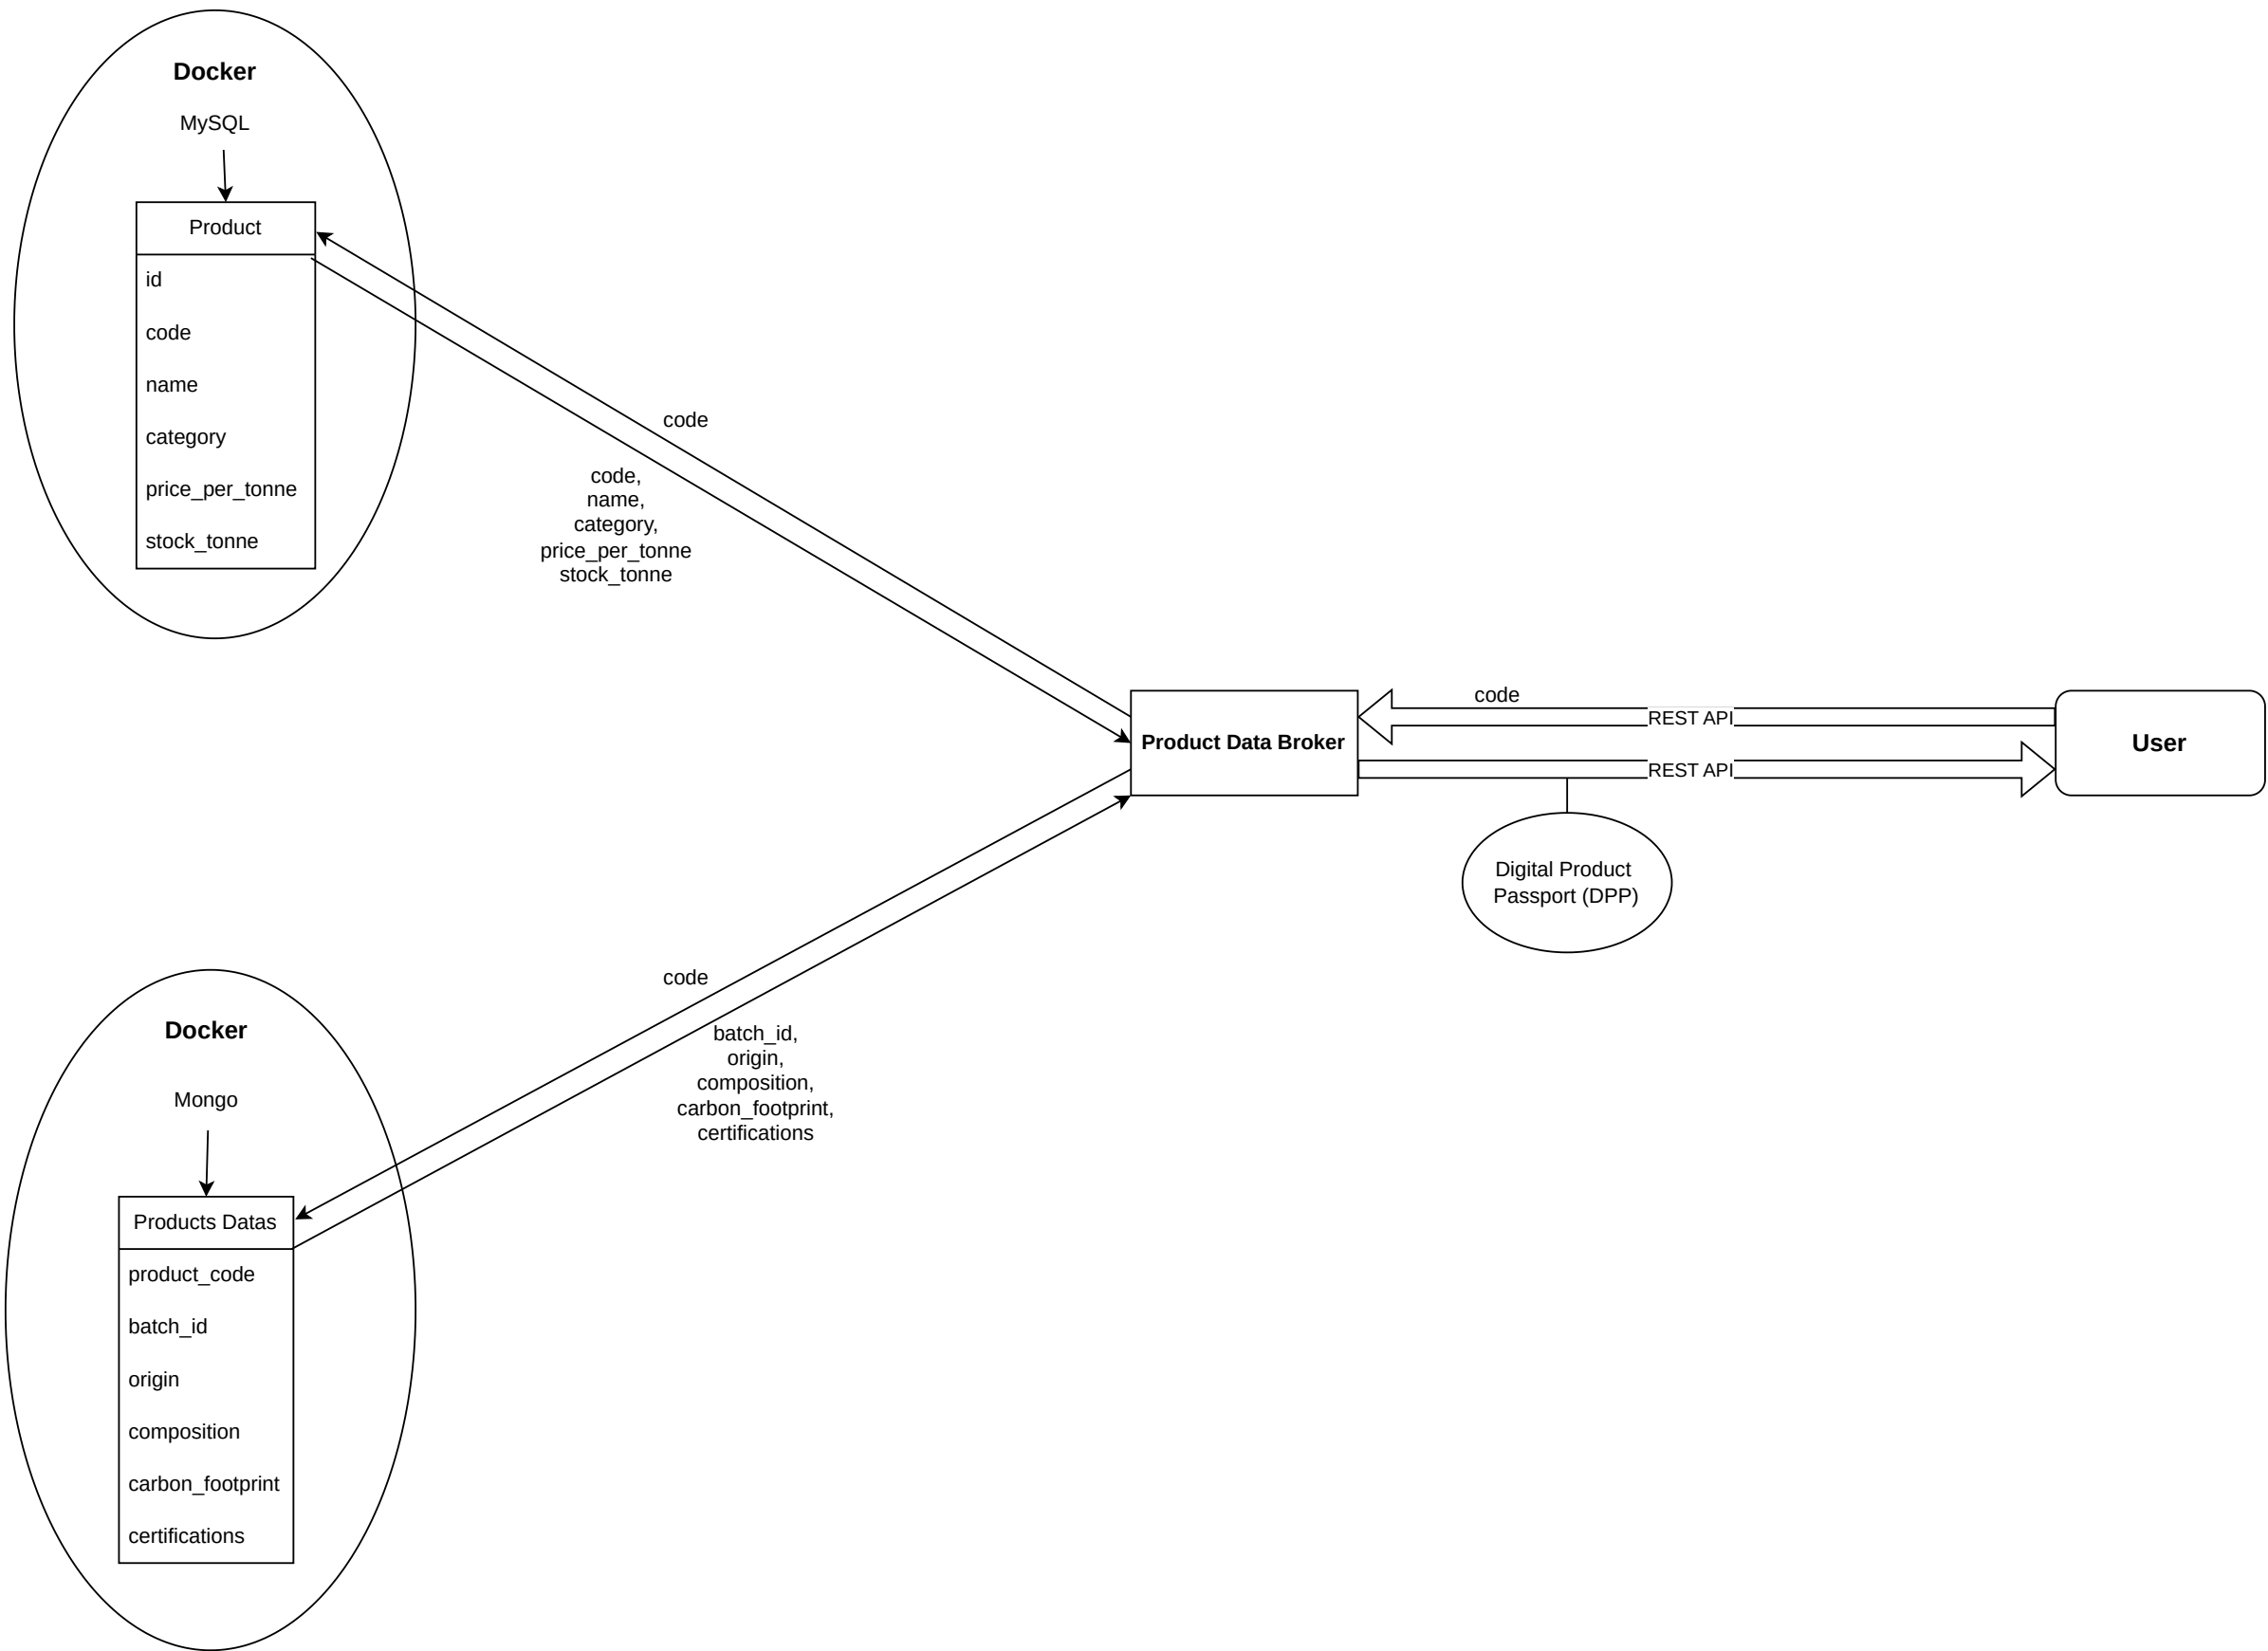 Docker
MySQL
Product
id
code
name
category
price_per_tonne
stock_tonne
code
code,
name,
category,
price_per_tonne
stock_tonne
Product Data Broker
code
REST API
REST API
User
Digital Product
Passport (DPP)
Docker
Mongo
Products Datas
product_code
batch_id
origin
composition
carbon_footprint
certifications
code
batch_id,
origin,
composition,
carbon_footprint,
certifications